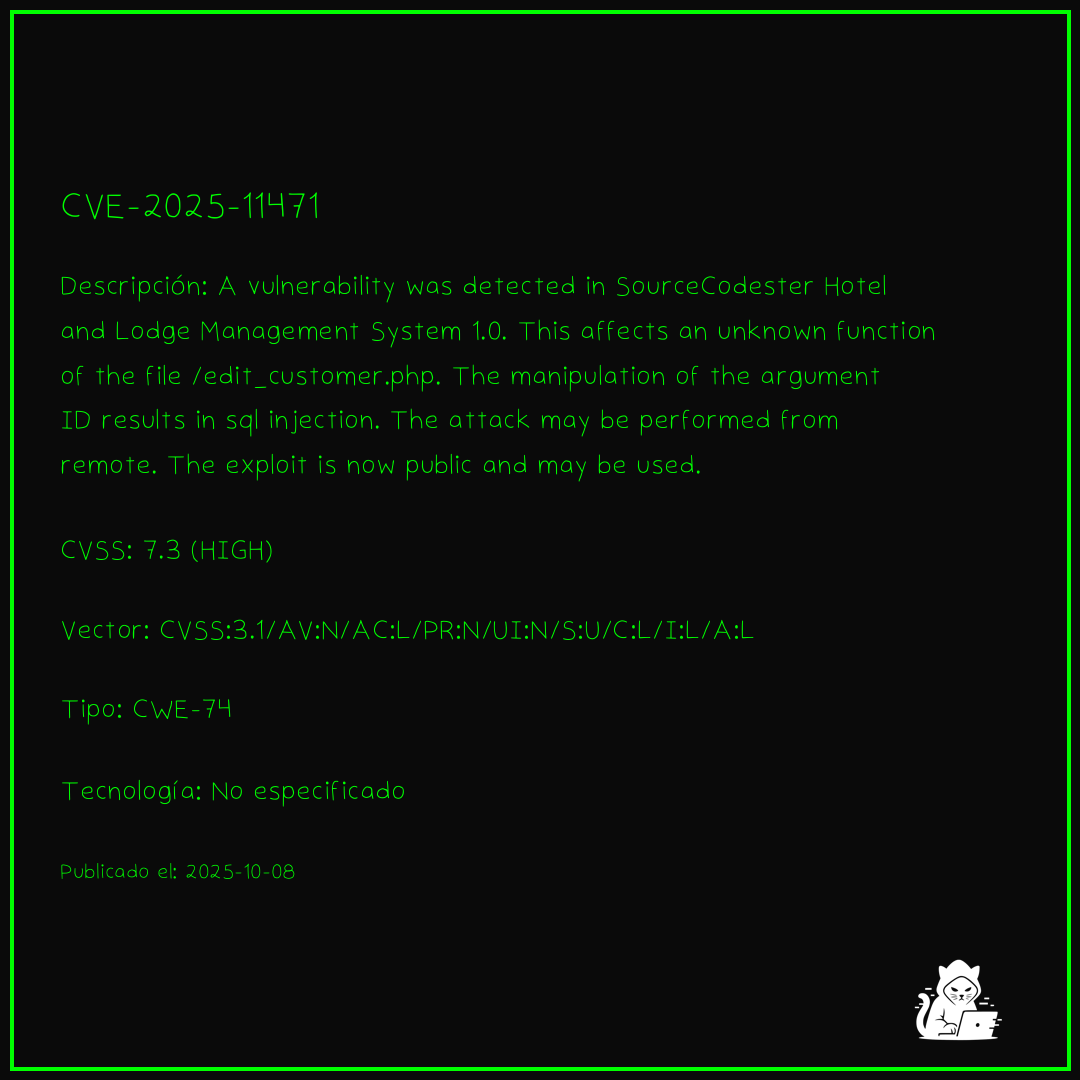 CVE-2025-11471
Descripción: A vulnerability was detected in SourceCodester Hotel
and Lodge Management System 1.0. This affects an unknown function
of the file /edit_customer.php. The manipulation of the argument
ID results in sql injection. The attack may be performed from
remote. The exploit is now public and may be used.
CVSS: 7.3 (HIGH)
Vector: CVSS:3.1/AV:N/AC:L/PR:N/UI:N/S:U/C:L/I:L/A:L
Tipo: CWE-74
Tecnología: No especificado
Publicado el: 2025-10-08